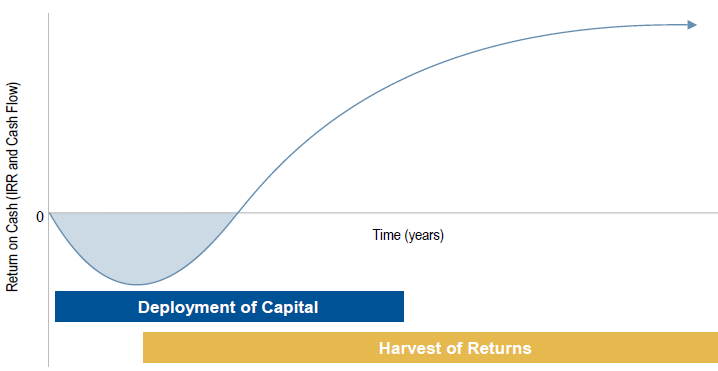 Return on Cash (IRR and Cash Flow)
0
Time (years)
Deployment of Capital
Harvest of Returns